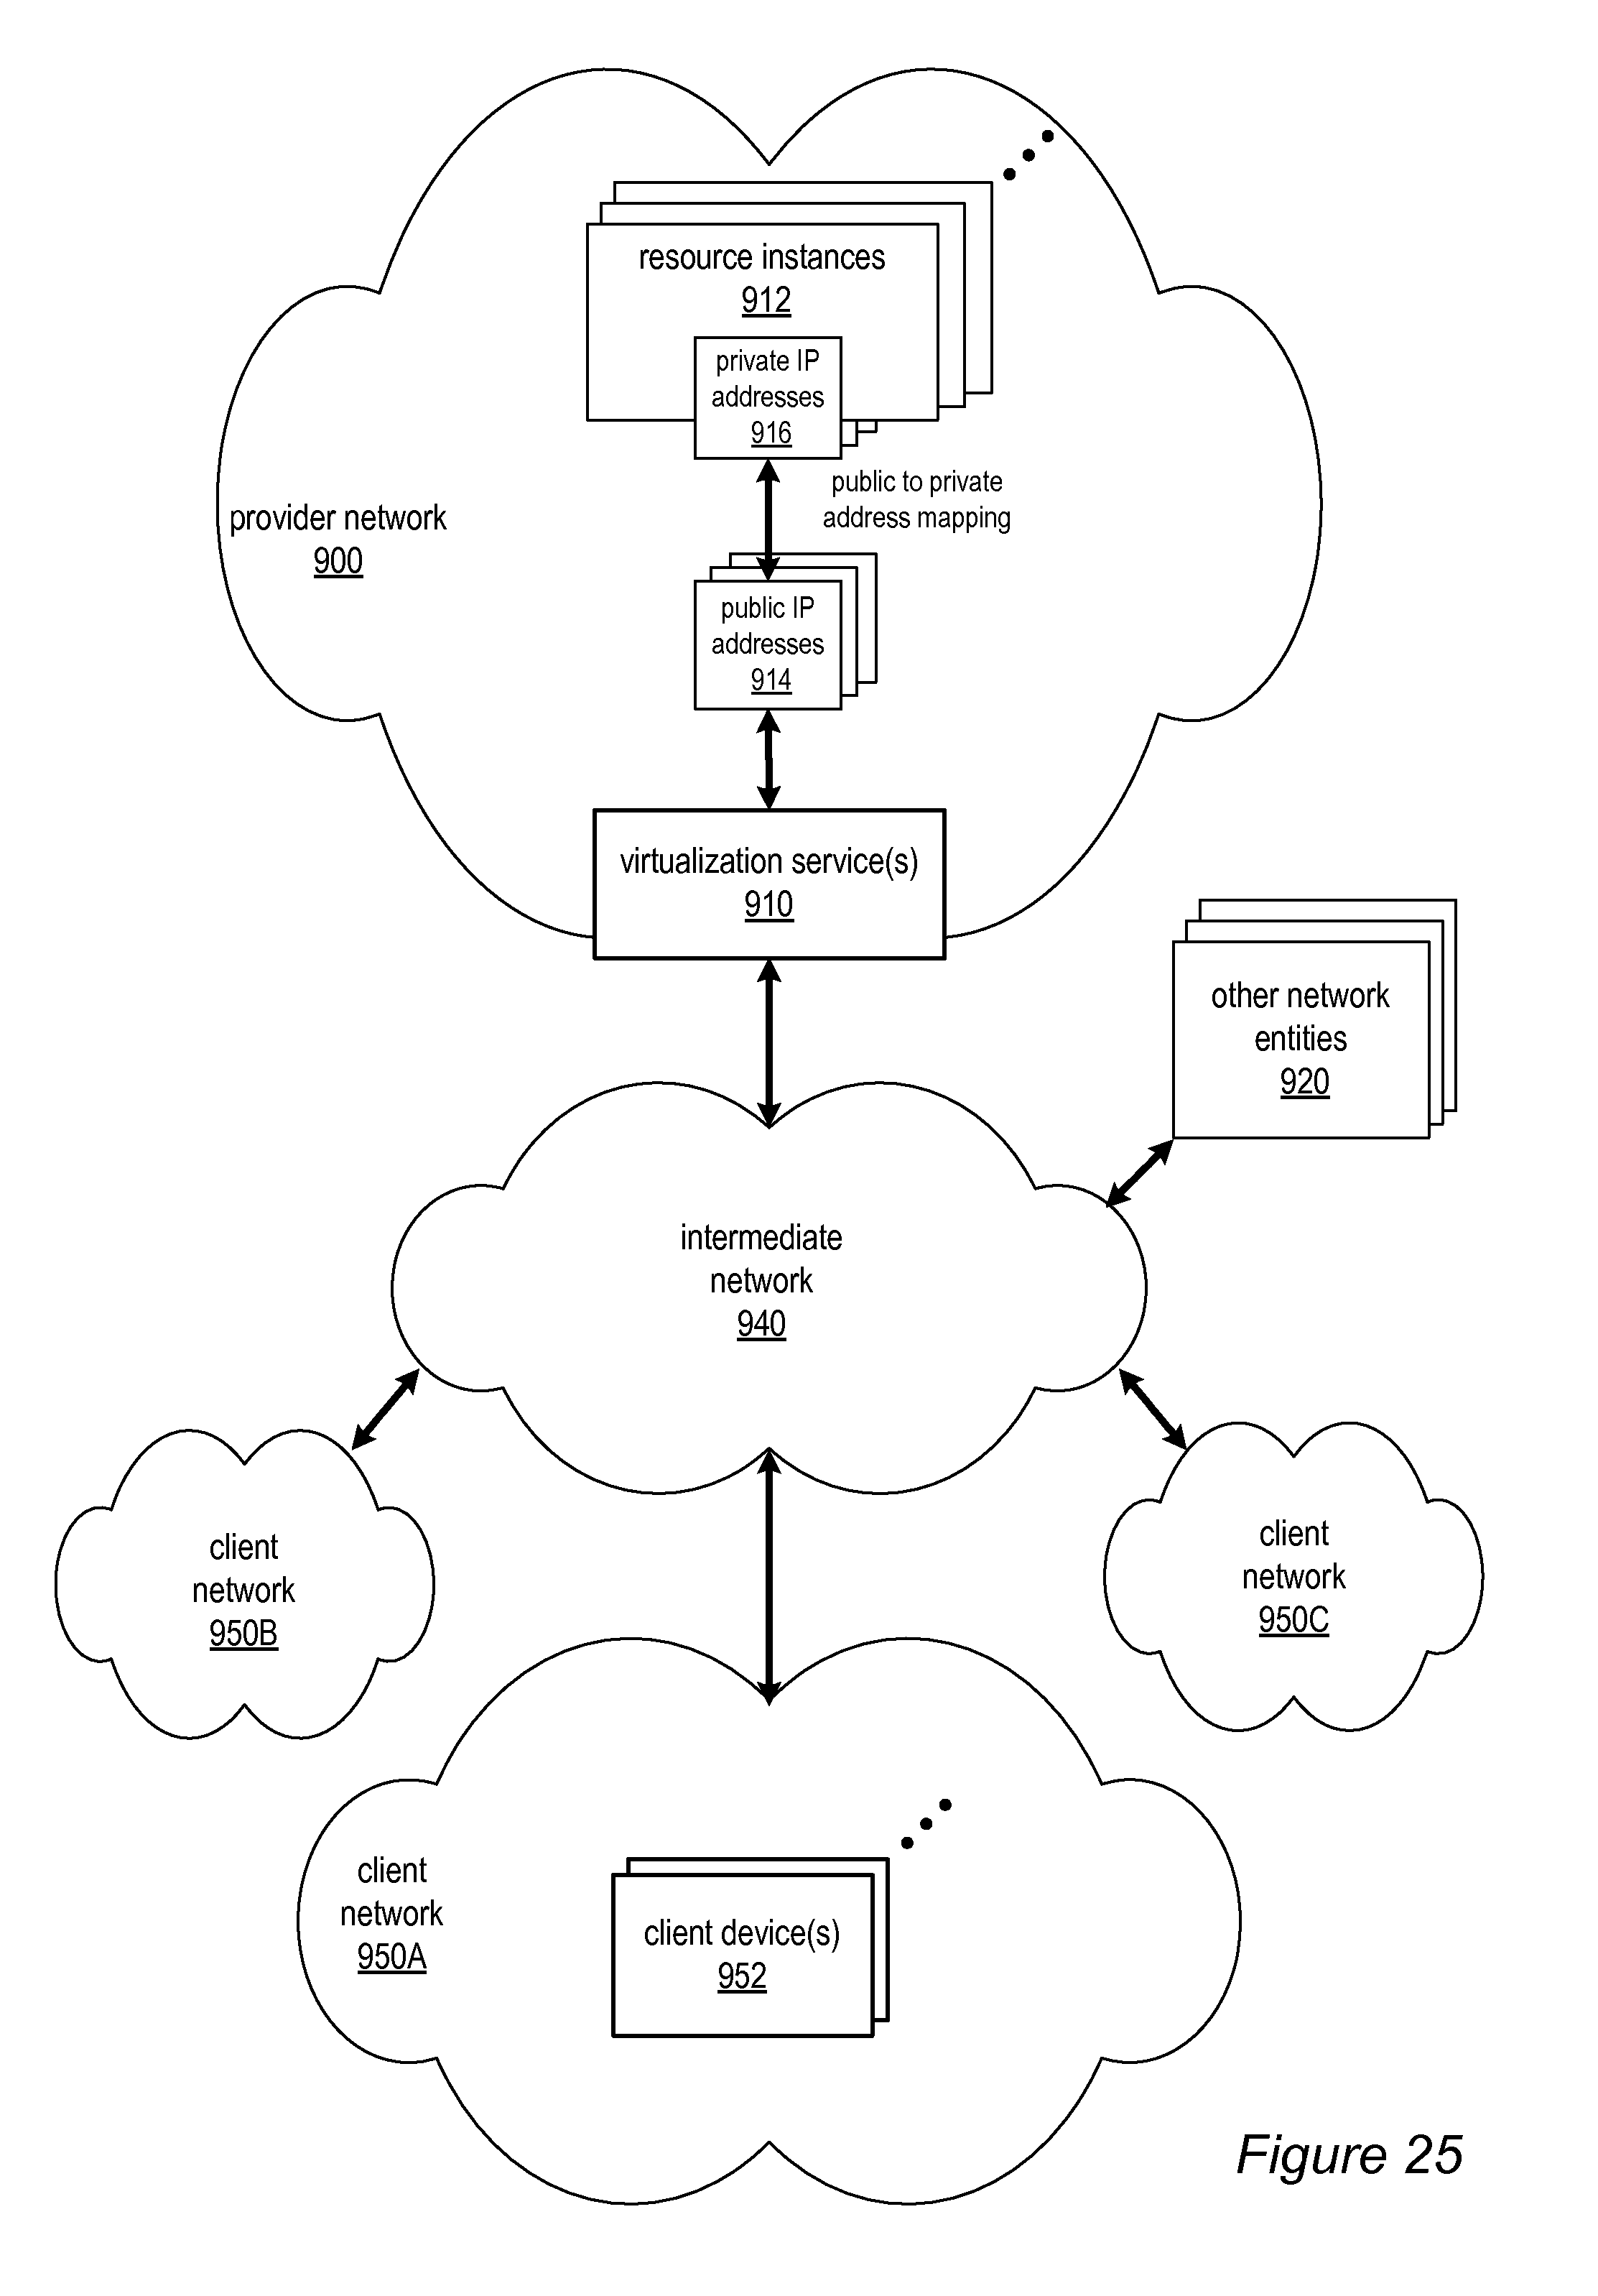 resource instances
912
private IP
addresses
916
public to private
address mapping
provider network
900
public IP
addresses
914
virtualization service(s)
910
other network
entities
920
intermediate
network
940
client
network
950B
client
network
950C
client
network
950A
client device(s)
952
Figure 25